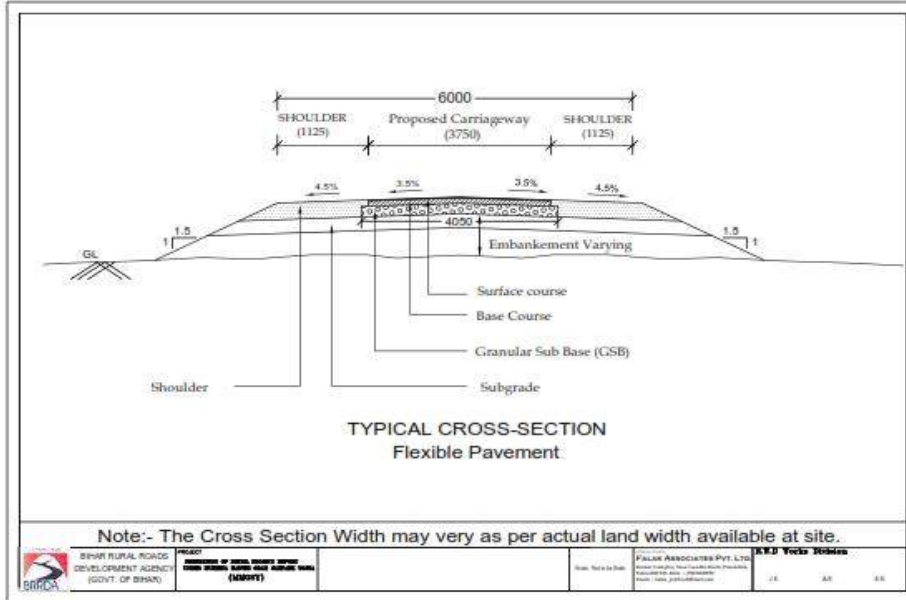 6000
SHOULDER
(1125)
Proposed Carriageway
(3750)
SHOULDER
(1125)
4.5%
3.5%
3.5%
4.5%
4050
1.5
1
1.5
1
GL
Embankement Varying
Surface course
Base Course
Granular Sub Base (GSB)
Shoulder
Subgrade
TYPICAL CROSS-SECTION
Flexible Pavement
Note:- The Cross Section Width may very as per actual land width available at site.
BRRDA
BIHAR RURAL ROADS
DEVELOPMENT AGENCY
(GOVT. OF BIHAR)
PROJECT
(MMGSY)
FALAK ASSOCIATES PVT. LTD.
R.W.D Works Division